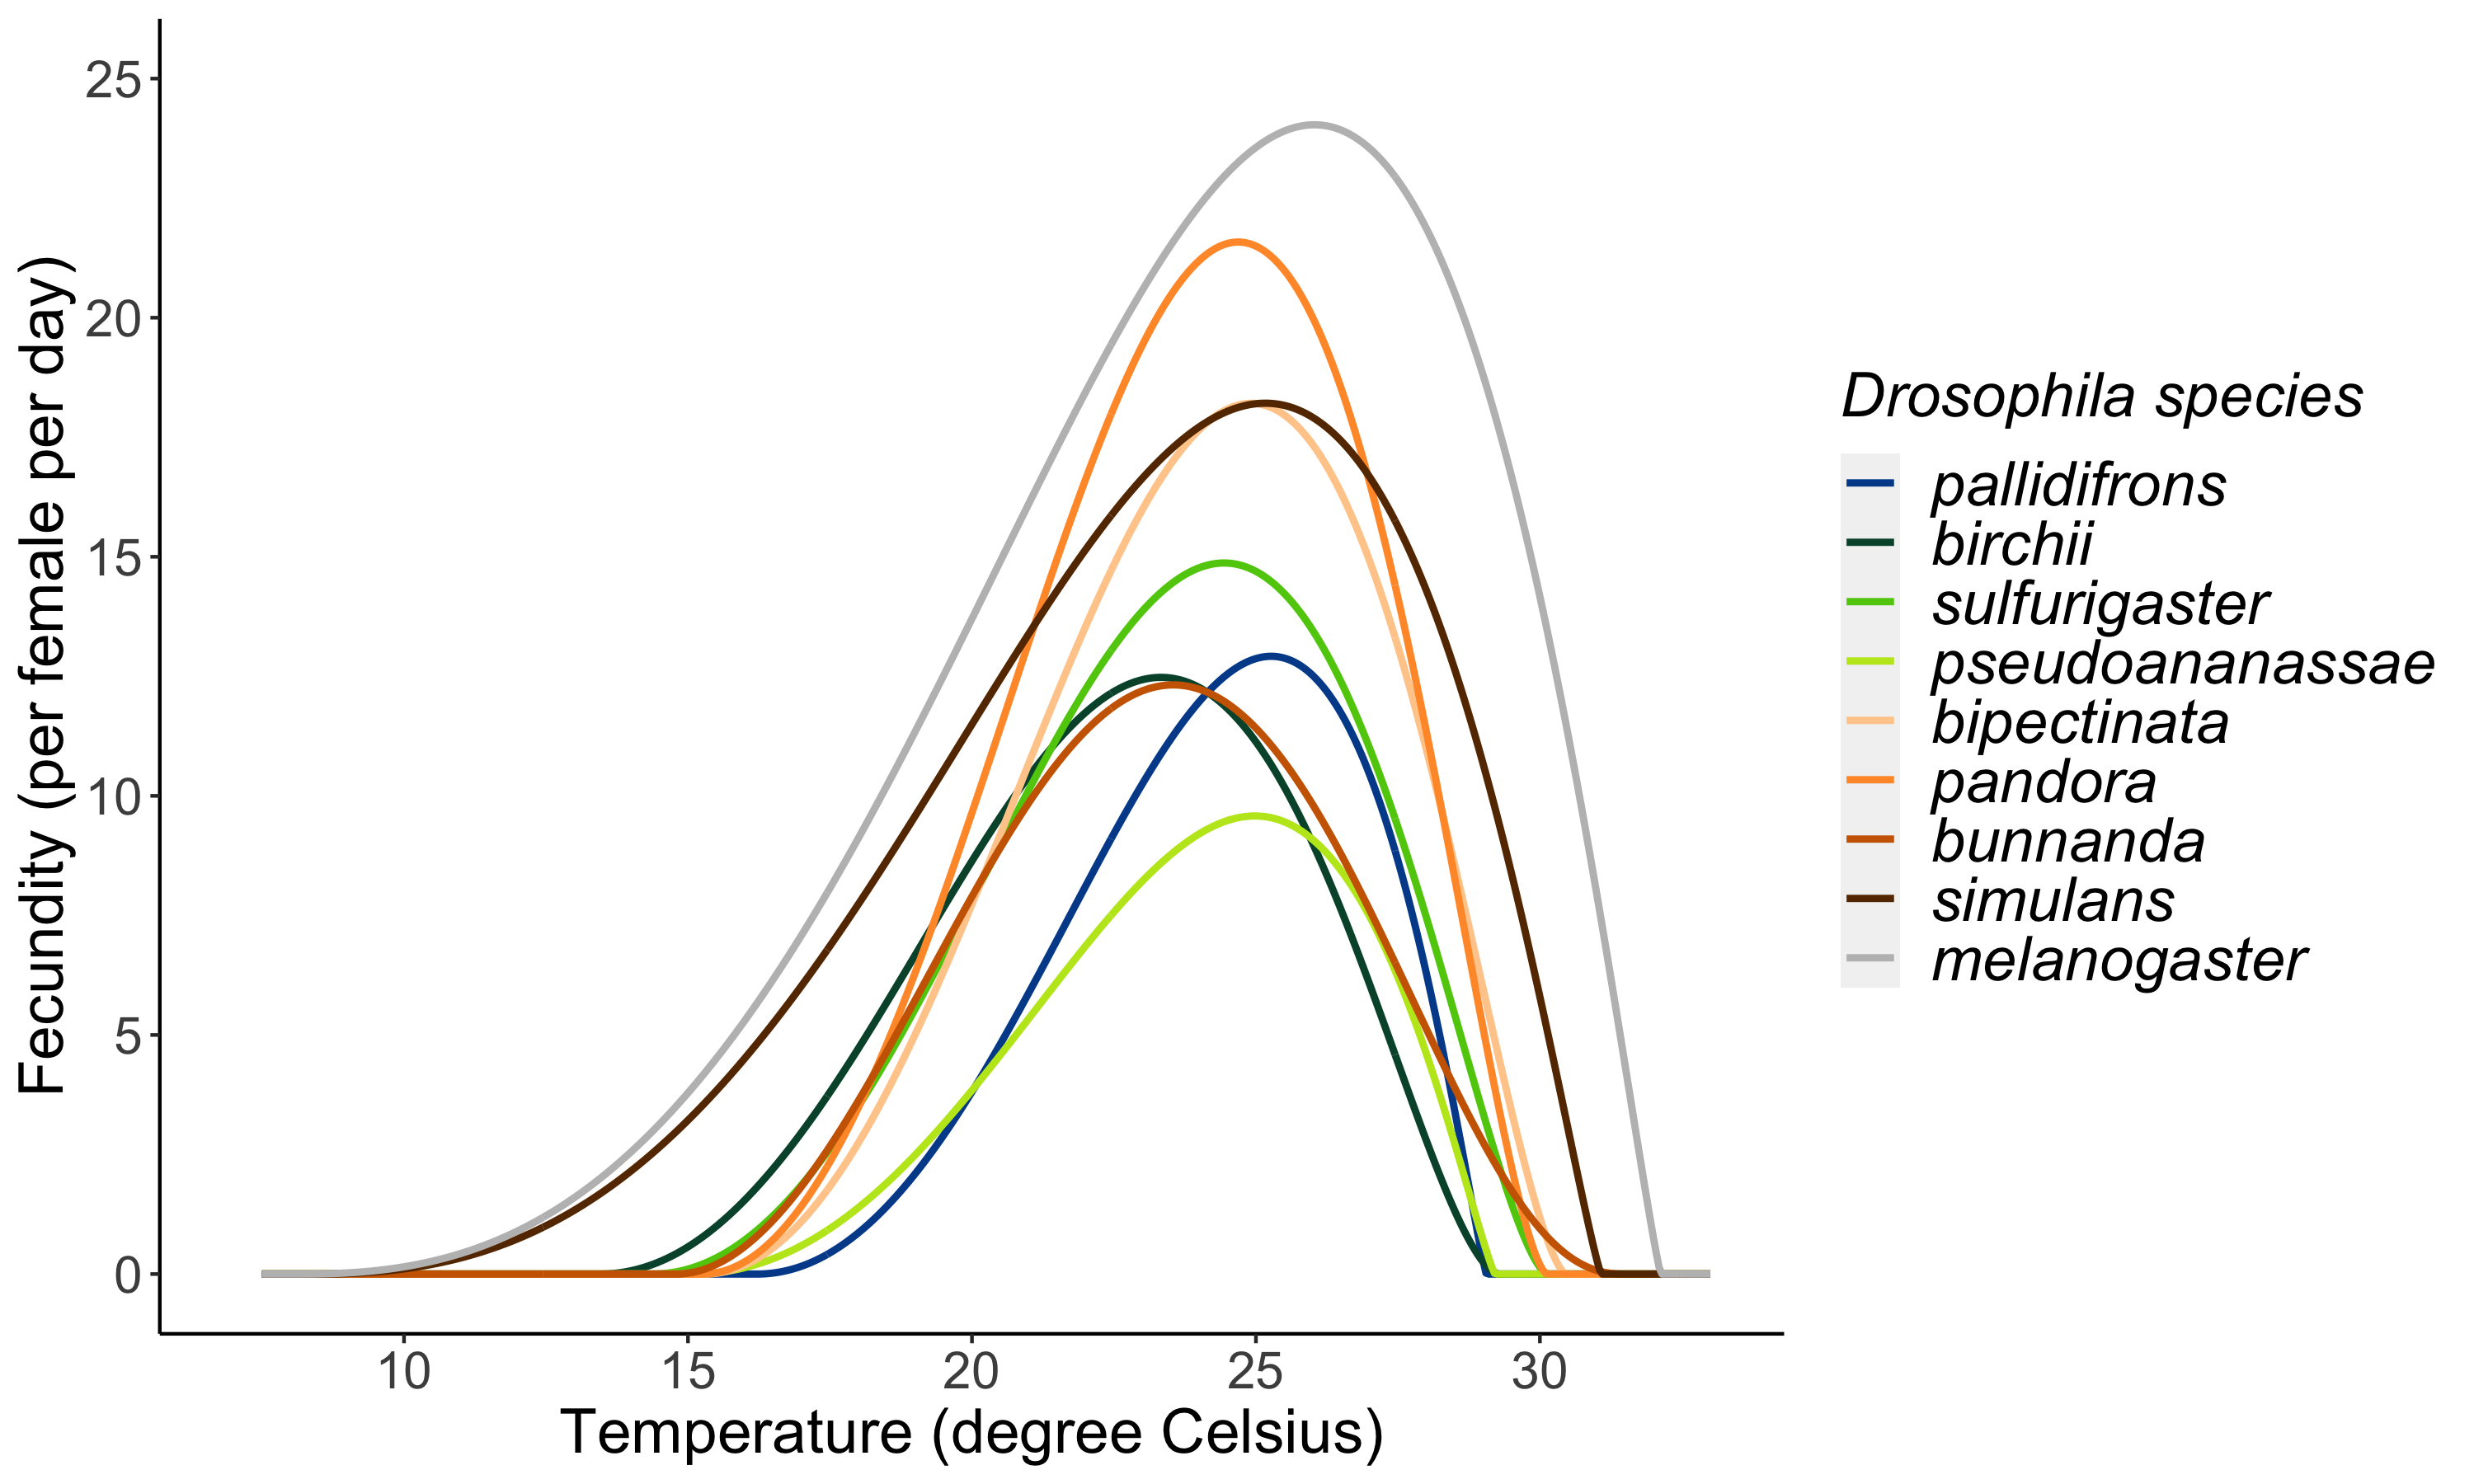 Fecundity (per female per day)
25
20
15
10
5
0
10 15 20 25 30
Temperature (degree Celsius)
Drosophila species
pallidifrons
birchii
sulfurigaster
pseudoananassae
bipectinata
pandora
bunnanda
simulans
melanogaster